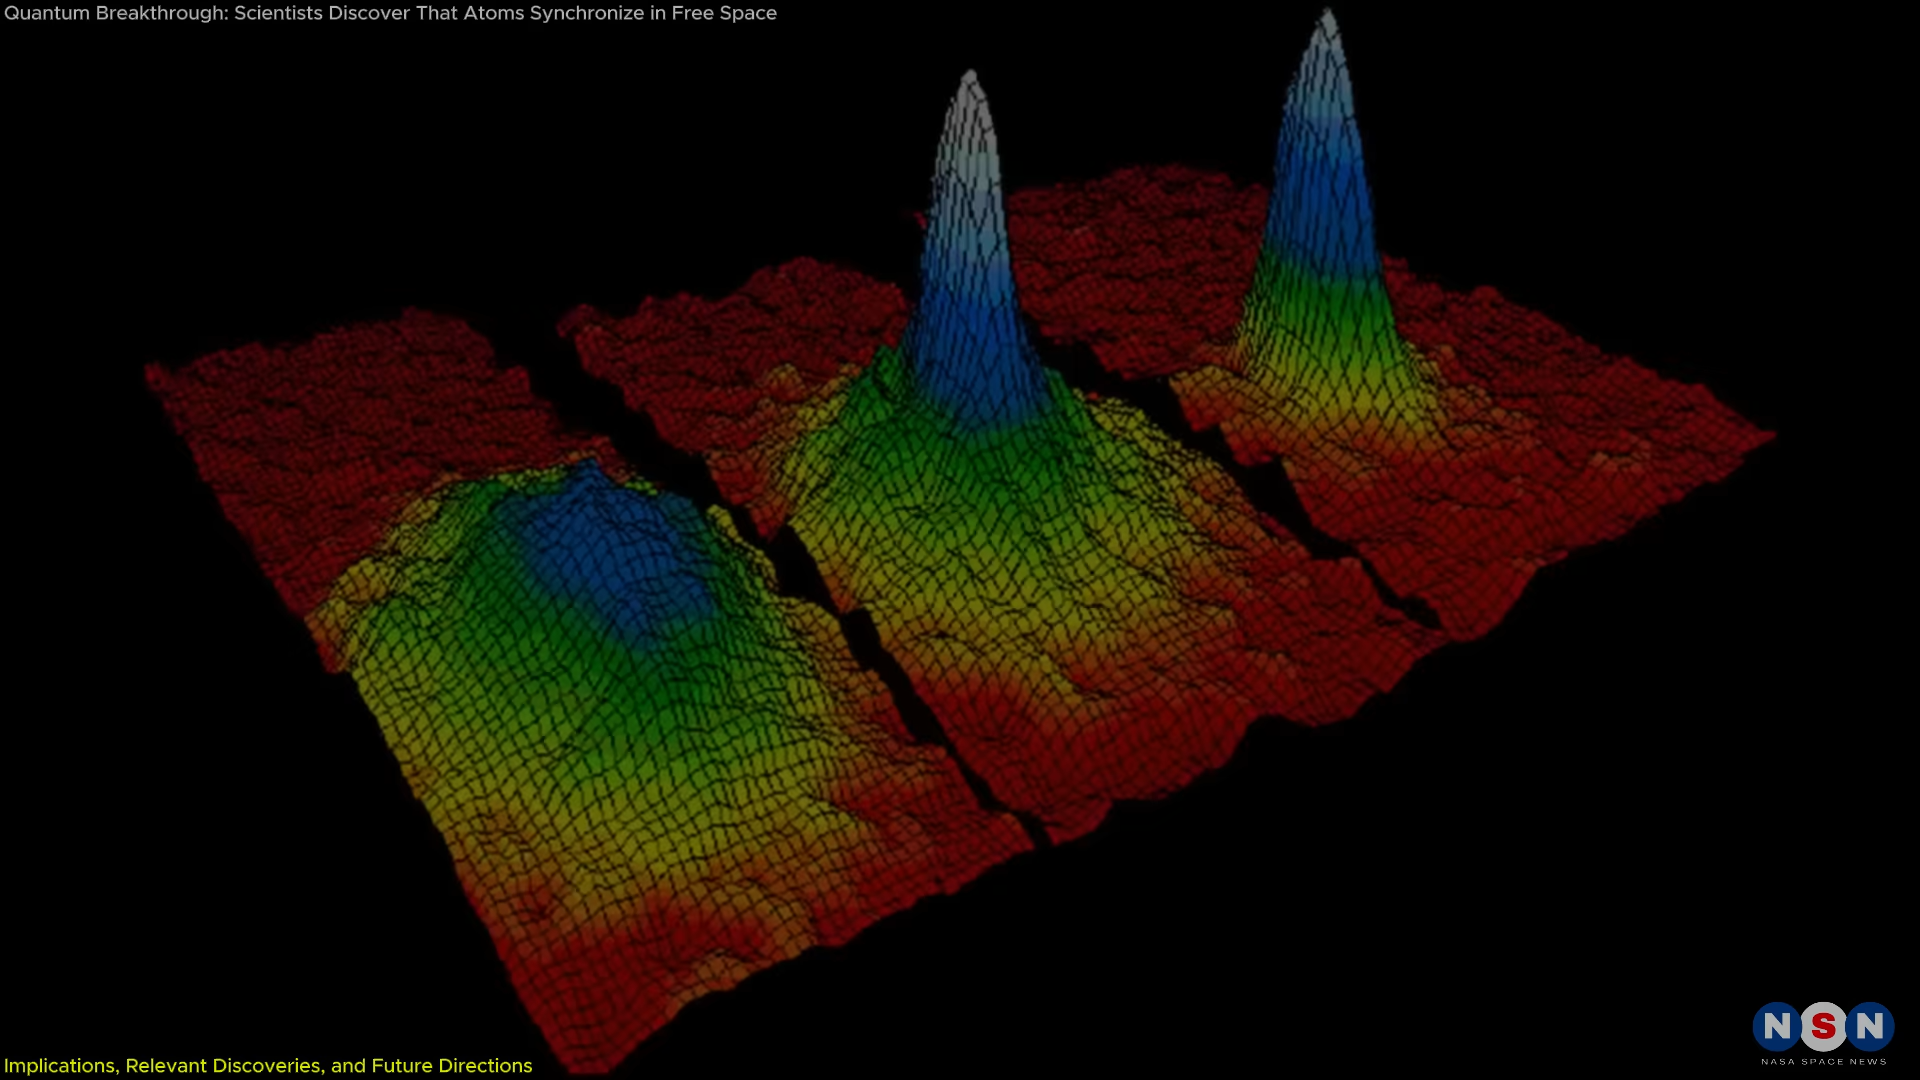 Quantum Breakthrough: Scientists Discover That Atoms Synchronize in Free Space
Implications, Relevant Discoveries, and Future Directions
NSN
NASA SPACE NEWS